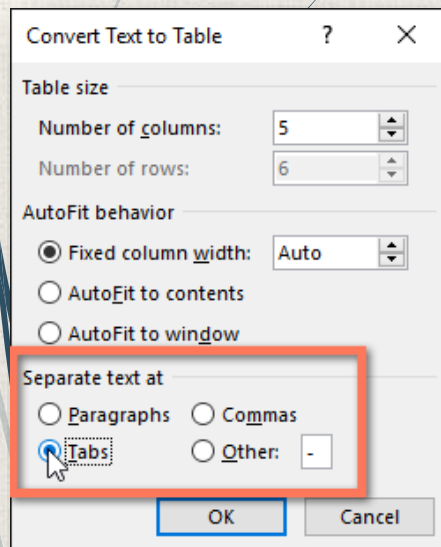 Convert Text to Table ? ×
Table size
Number of columns: 5
Number of rows: 6
AutoFit behavior
Fixed column width: Auto
AutoFit to contents
AutoFit to window
Separate text at
Paragraphs Commas
Tabs Other: -
OK Cancel